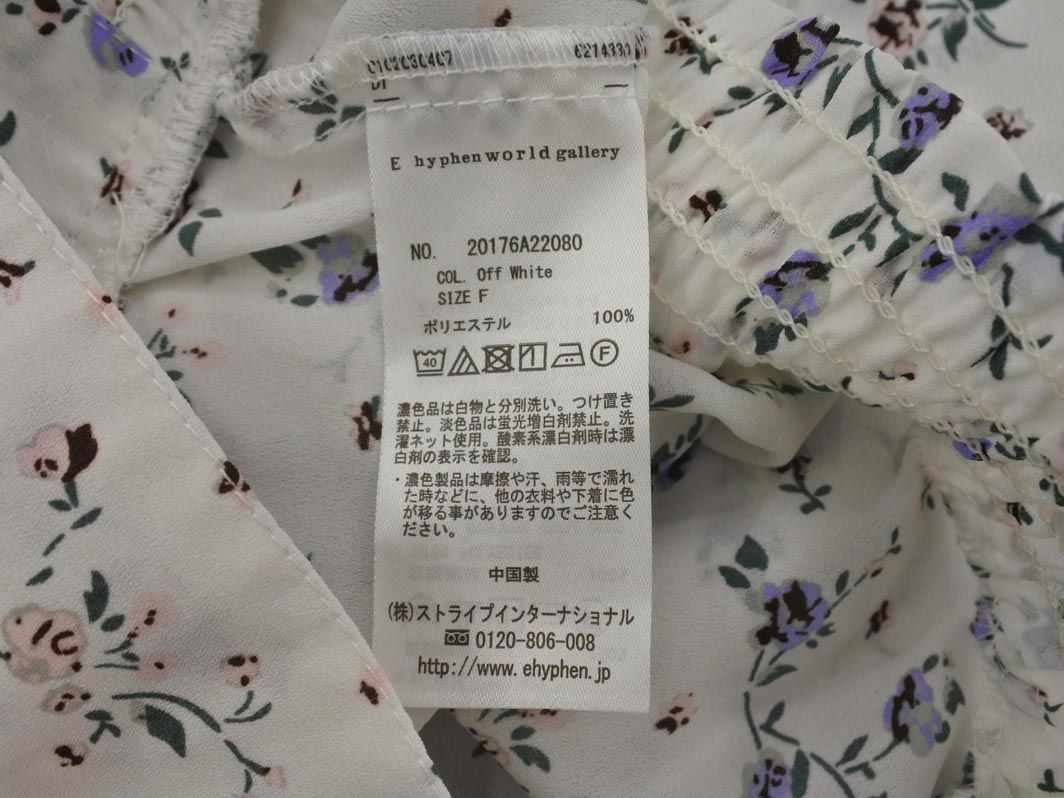 0102030407 6214330
DT
E hyphen world gallery
NO. 20176A22080
COL. Off White
SIZE F
ポリエステル 100%
40 F
濃色品は白物と分別洗い。つけ置き
禁止。淡色品は蛍光増白剤禁止。洗
濯ネット使用。酸素系漂白剤時は漂
白剤の表示を確認。
・濃色製品は摩擦や汗、雨等で濡れ
た時などに、他の衣料や下着に色
が移る事がありますのでご注意く
ださい。
中国製
(株)ストライプインターナショナル
0120-806-008
http://www.ehyphen.jp